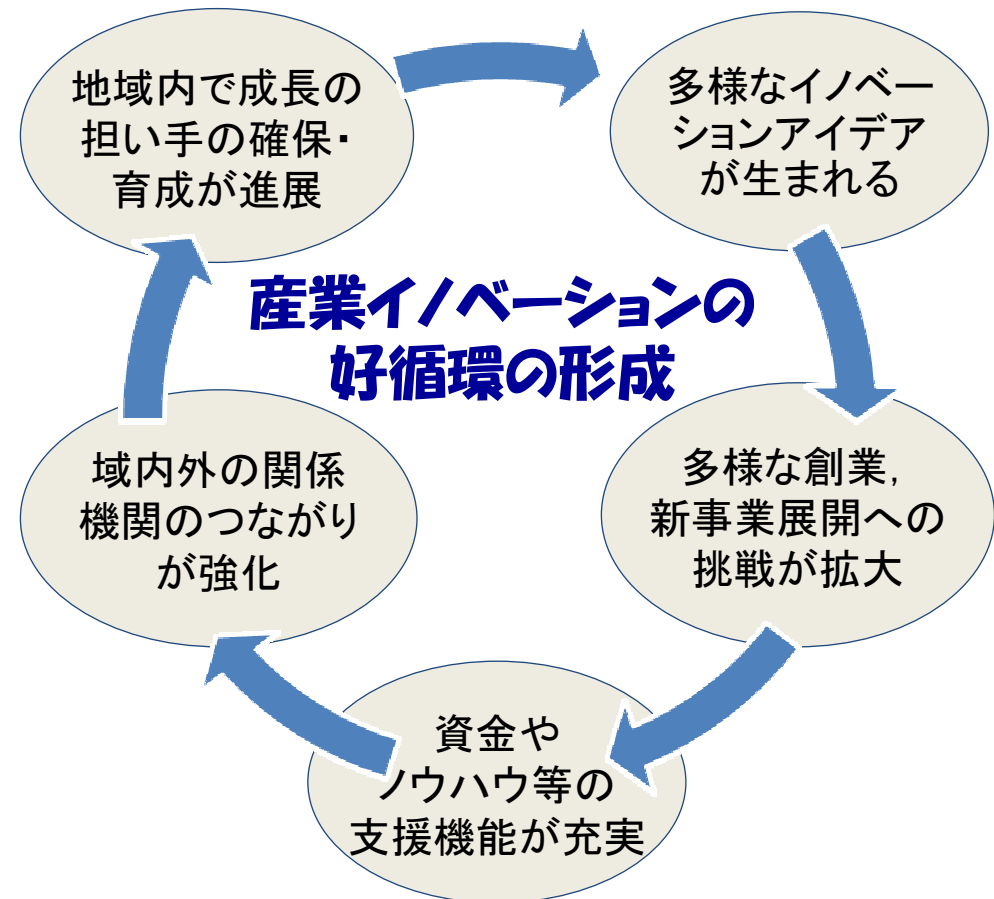 地域内で成長の
担い手の確保・
育成が進展
多様なイノベー
ションアイデア
が生まれる
産業イノベーションの
好循環の形成
域内外の関係
機関のつながり
が強化
多様な創業,
新事業展開への
挑戦が拡大
資金や
ノウハウ等の
支援機能が充実